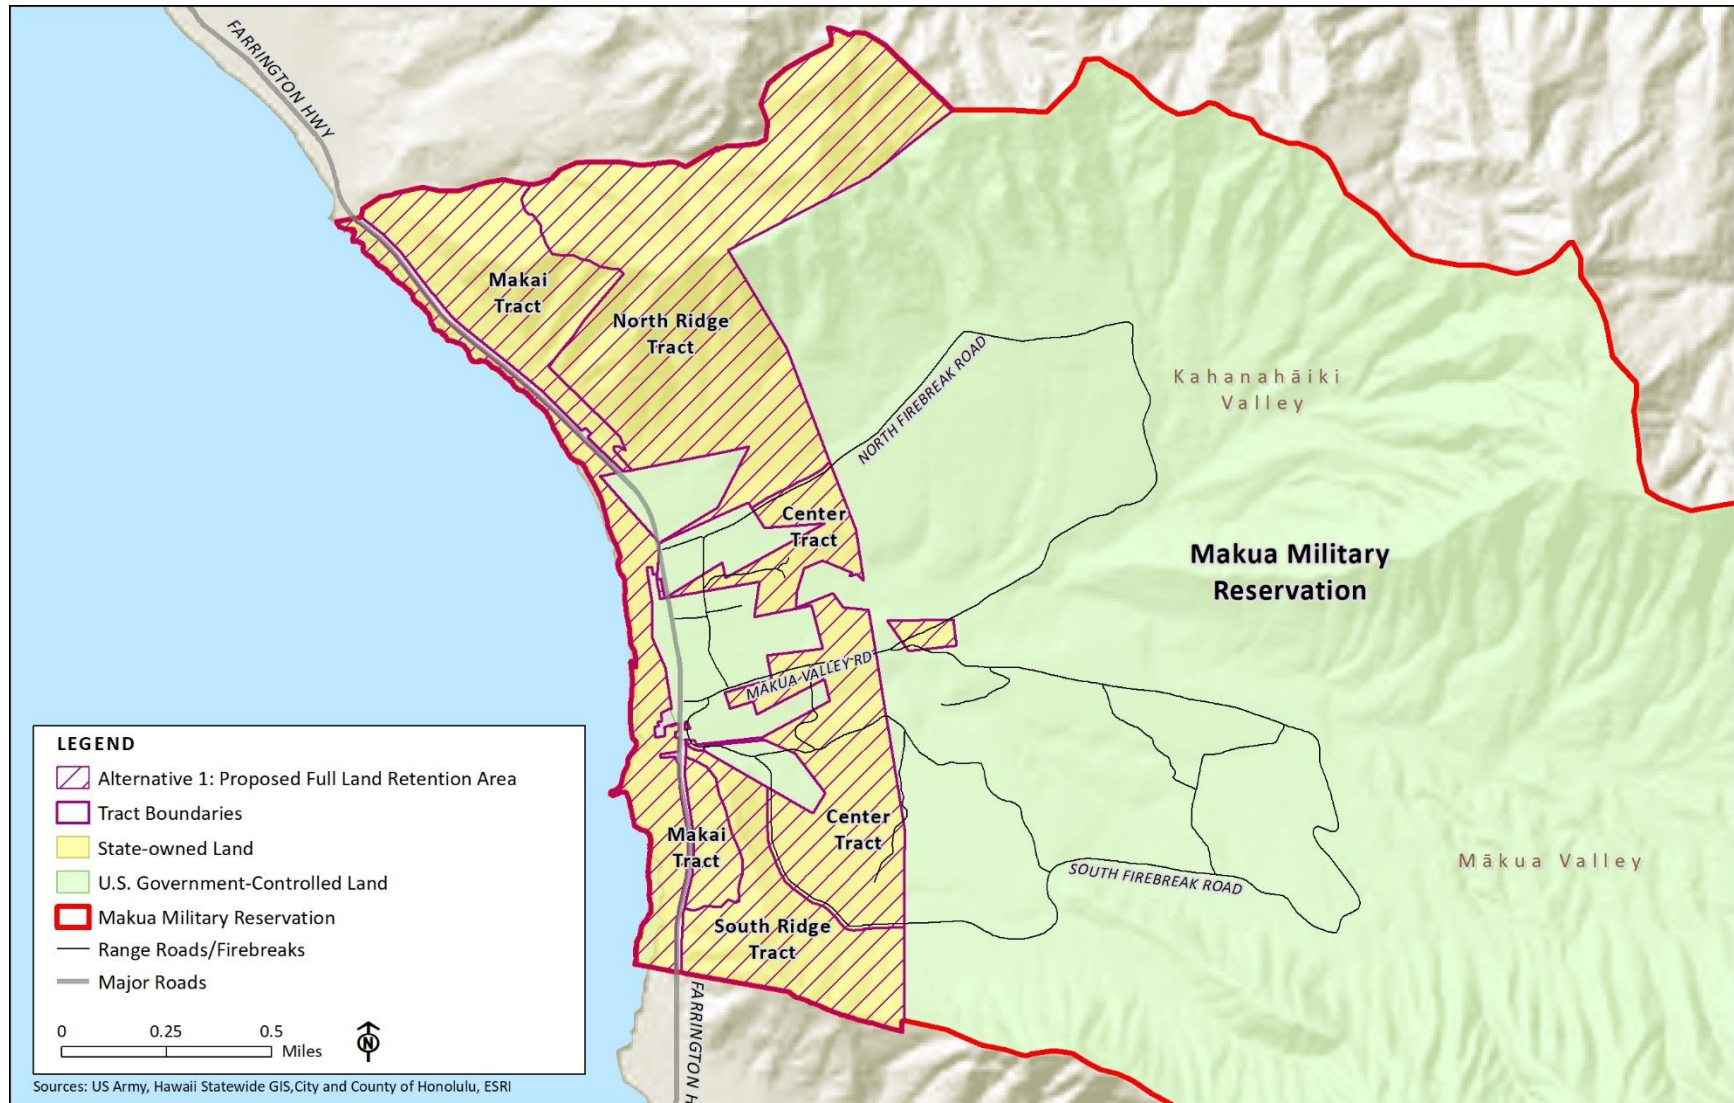 FARRINGTON HWY
Makai
Tract
North Ridge
Tract
NORTH FIREBREAK ROAD
Kahanahāiki
Valley
Center
Tract
Makua Military
Reservation
MĀKUA VALLEY RD
Makai
Tract
Center
Tract
SOUTH FIREBREAK ROAD
Mākua Valley
South Ridge
Tract
FARRINGTON H
LEGEND
Alternative 1: Proposed Full Land Retention Area
Tract Boundaries
State-owned Land
U.S. Government-Controlled Land
Makua Military Reservation
Range Roads/Firebreaks
Major Roads
0 0.25 0.5
Miles
N
Sources: US Army, Hawaii Statewide GIS,City and County of Honolulu, ESRI